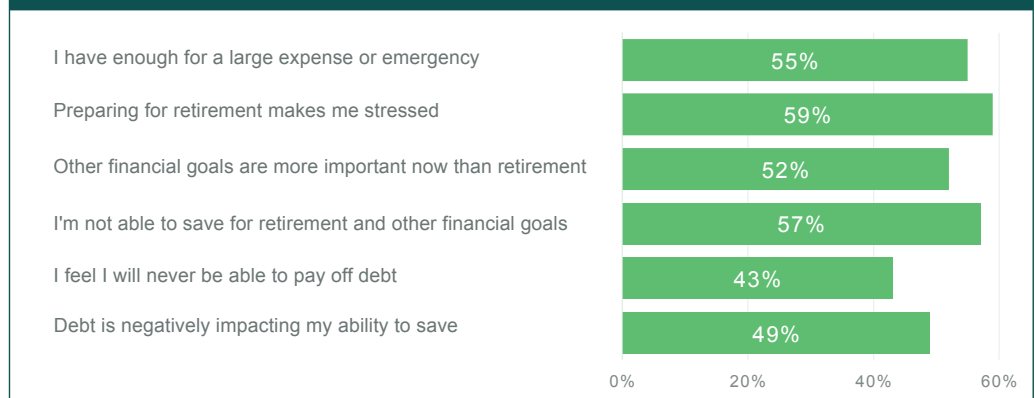 I have enough for a large expense or emergency
55%
Preparing for retirement makes me stressed
59%
Other financial goals are more important now than retirement
52%
I'm not able to save for retirement and other financial goals
57%
I feel I will never be able to pay off debt
43%
Debt is negatively impacting my ability to save
49%
0% 20% 40% 60%